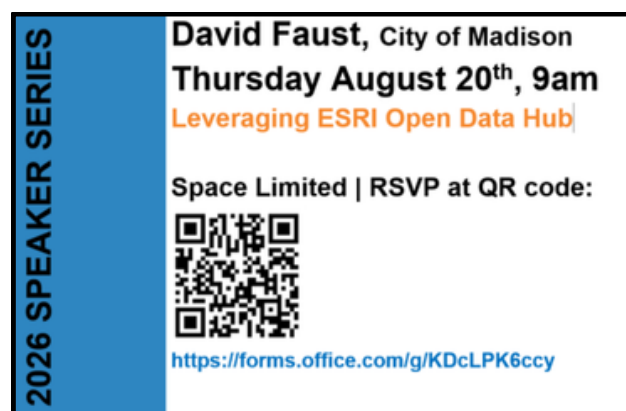 2026 SPEAKER SERIES
David Faust, City of Madison
Thursday August 20th, 9am
Leveraging ESRI Open Data Hub
Space Limited | RSVP at QR code:
https://forms.office.com/g/KDcLPK6ccy